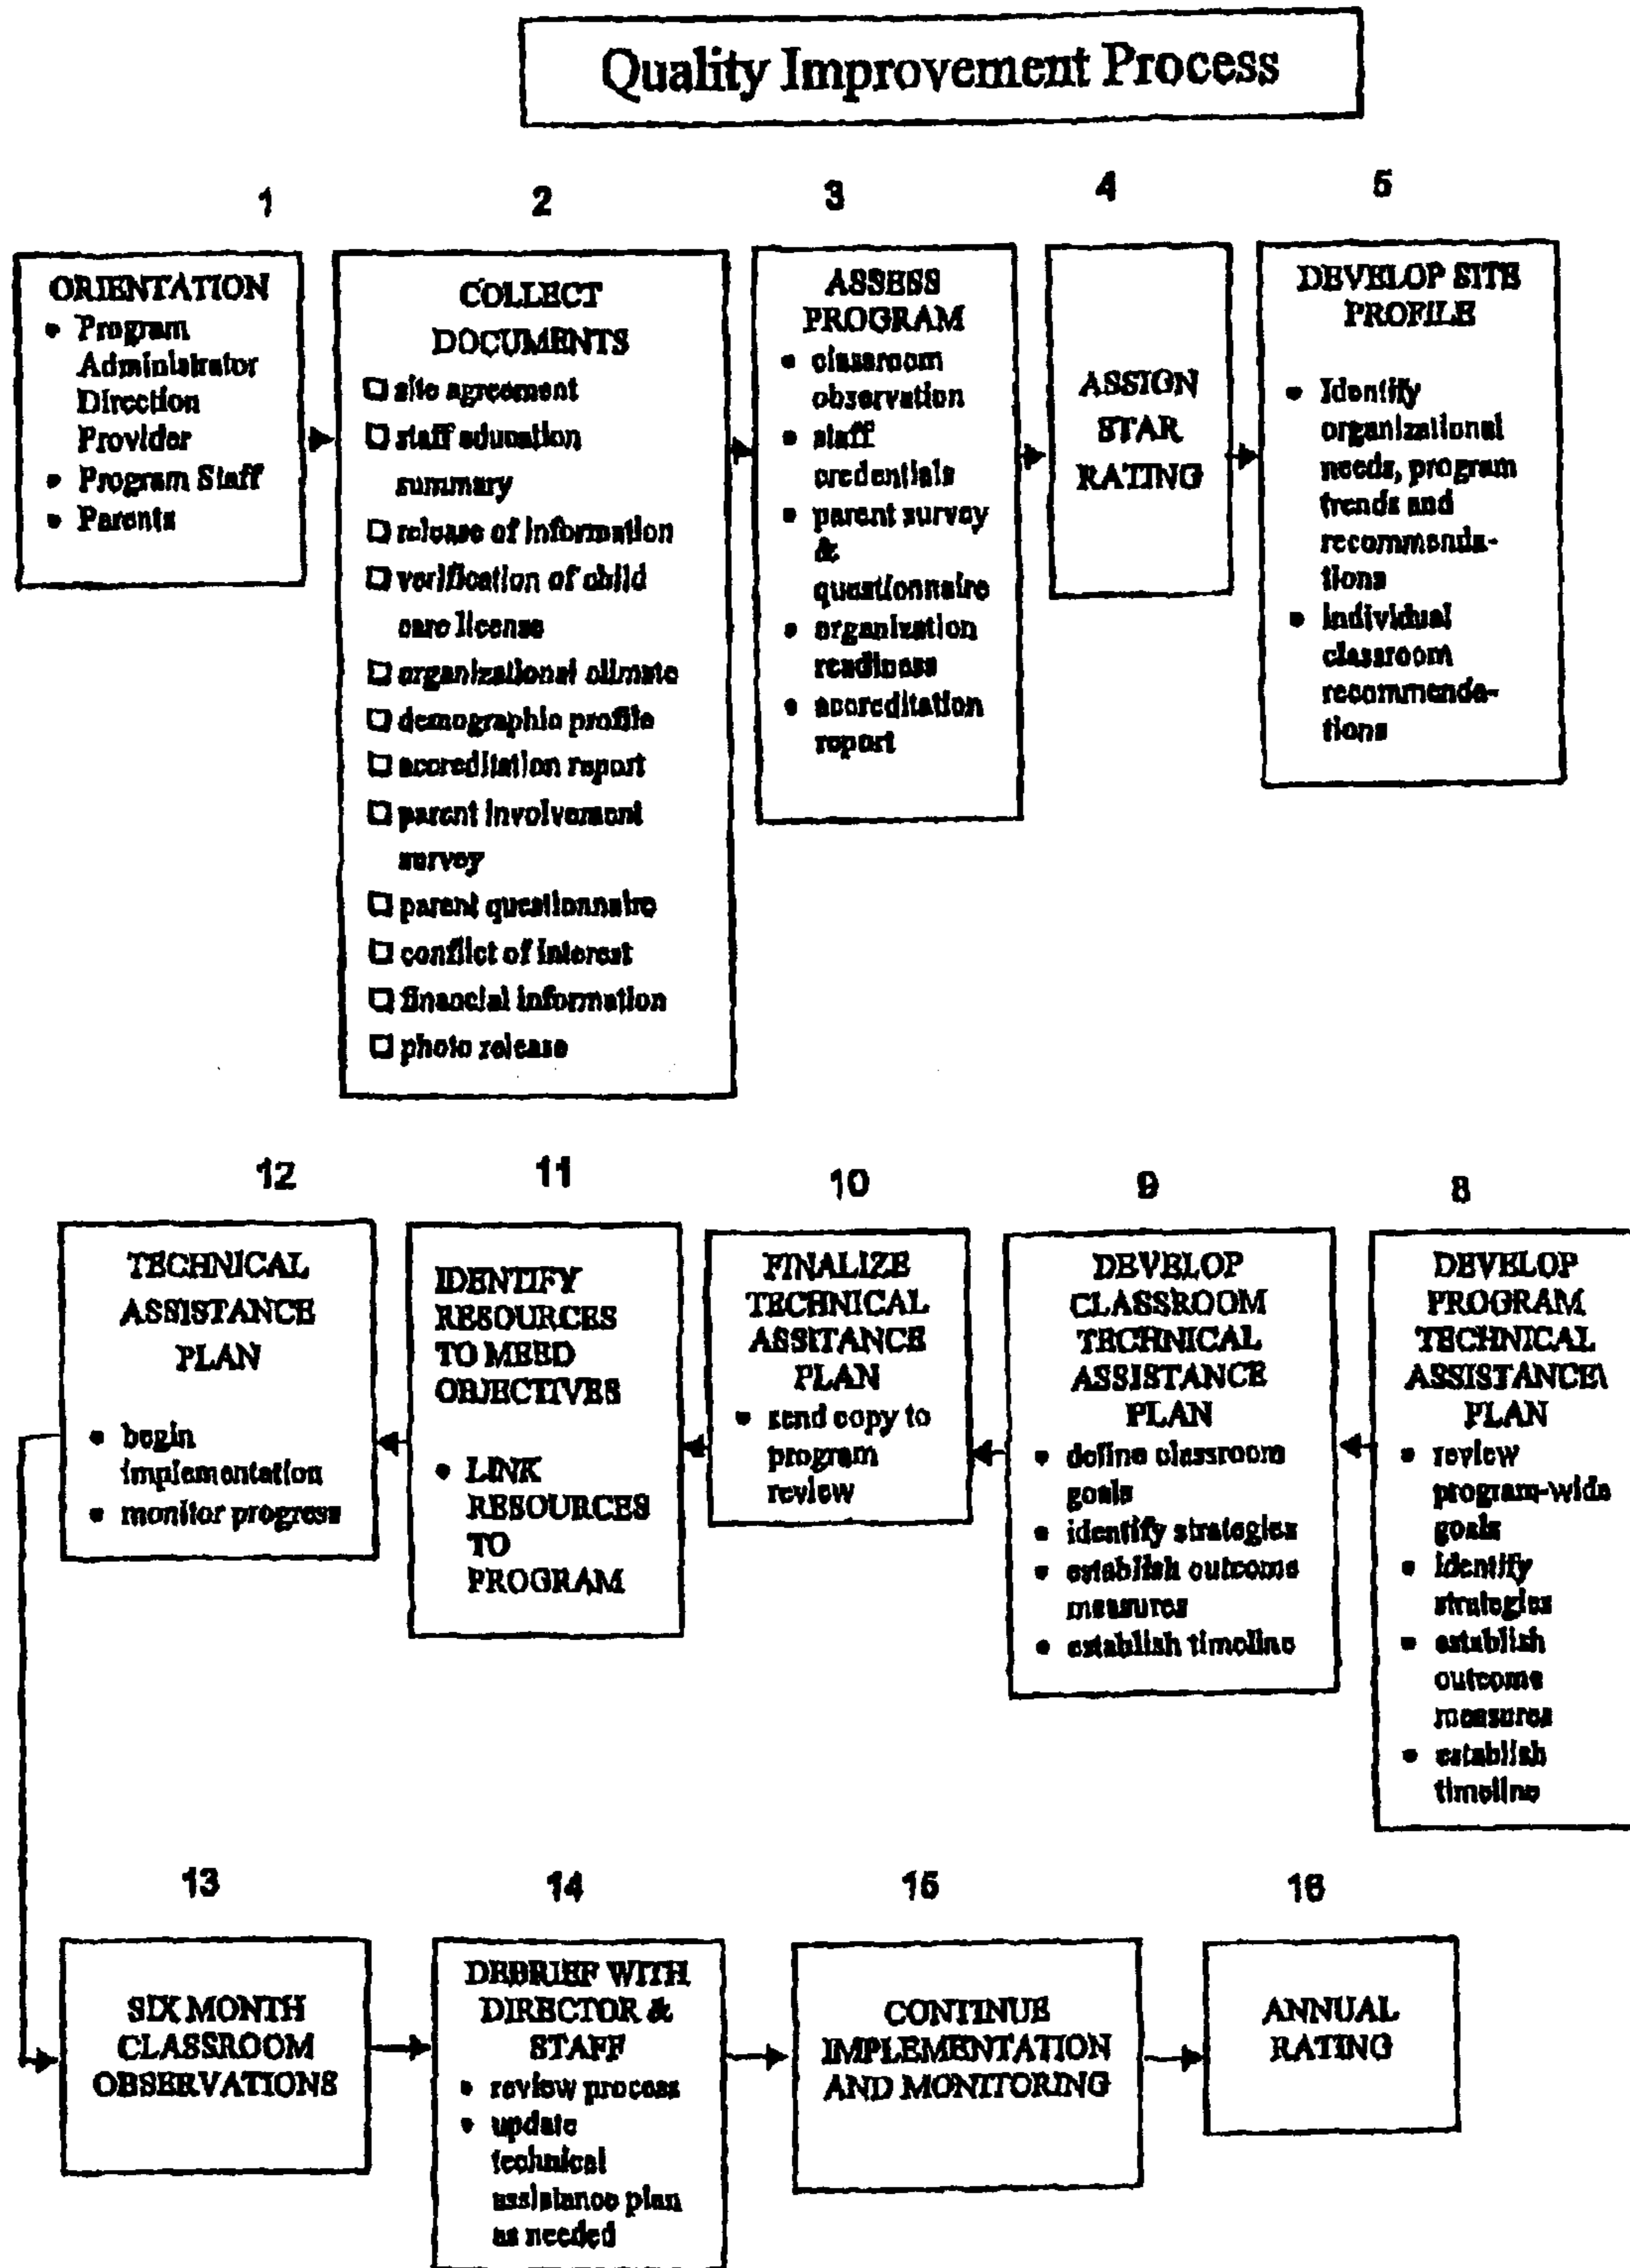 Quality Improvement Process
1
2
3
4
5
ORIENTATION
• Program
Administrator
Direction
Provider
• Program Staff
• Parents
COLLECT
DOCUMENTS
☐ site agreement
☐ staff education
summary
☐ release of information
☐ verification of child
care license
☐ organizational climate
☐ demographic profile
☐ accreditation report
☐ parent involvement
survey
☐ parent questionnaire
☐ conflict of interest
☐ financial information
☐ photo release
ASSESS
PROGRAM
• classroom
observation
• staff
credentials
• parent survey
&
questionnaire
• organization
readiness
• accreditation
report
ASSIGN
STAR
RATING
DEVELOP SITE
PROFILE
• Identify
organizational
needs, program
trends and
recommenda-
tions
• individual
classroom
recommenda-
tions
12
11
10
9
8
TECHNICAL
ASSISTANCE
PLAN
• begin
implementation
• monitor progress
IDENTIFY
RESOURCES
TO MEED
OBJECTIVES
• LINK
RESOURCES
TO
PROGRAM
FINALIZE
TECHNICAL
ASSITANCE
PLAN
• send copy to
program
review
DEVELOP
CLASSROOM
TECHNICAL
ASSISTANCE
PLAN
• define classroom
goals
• identify strategies
• establish outcome
measures
• establish timeline
DEVELOP
PROGRAM
TECHNICAL
ASSISTANCE\
PLAN
• review
program-wide
goals
• identify
strategies
• establish
outcome
measures
• establish
timeline
13
14
15
16
SIX MONTH
CLASSROOM
OBSERVATIONS
DEBRIEF WITH
DIRECTOR &
STAFF
• review process
• update
technical
assistance plan
as needed
CONTINUE
IMPLEMENTATION
AND MONITORING
ANNUAL
RATING